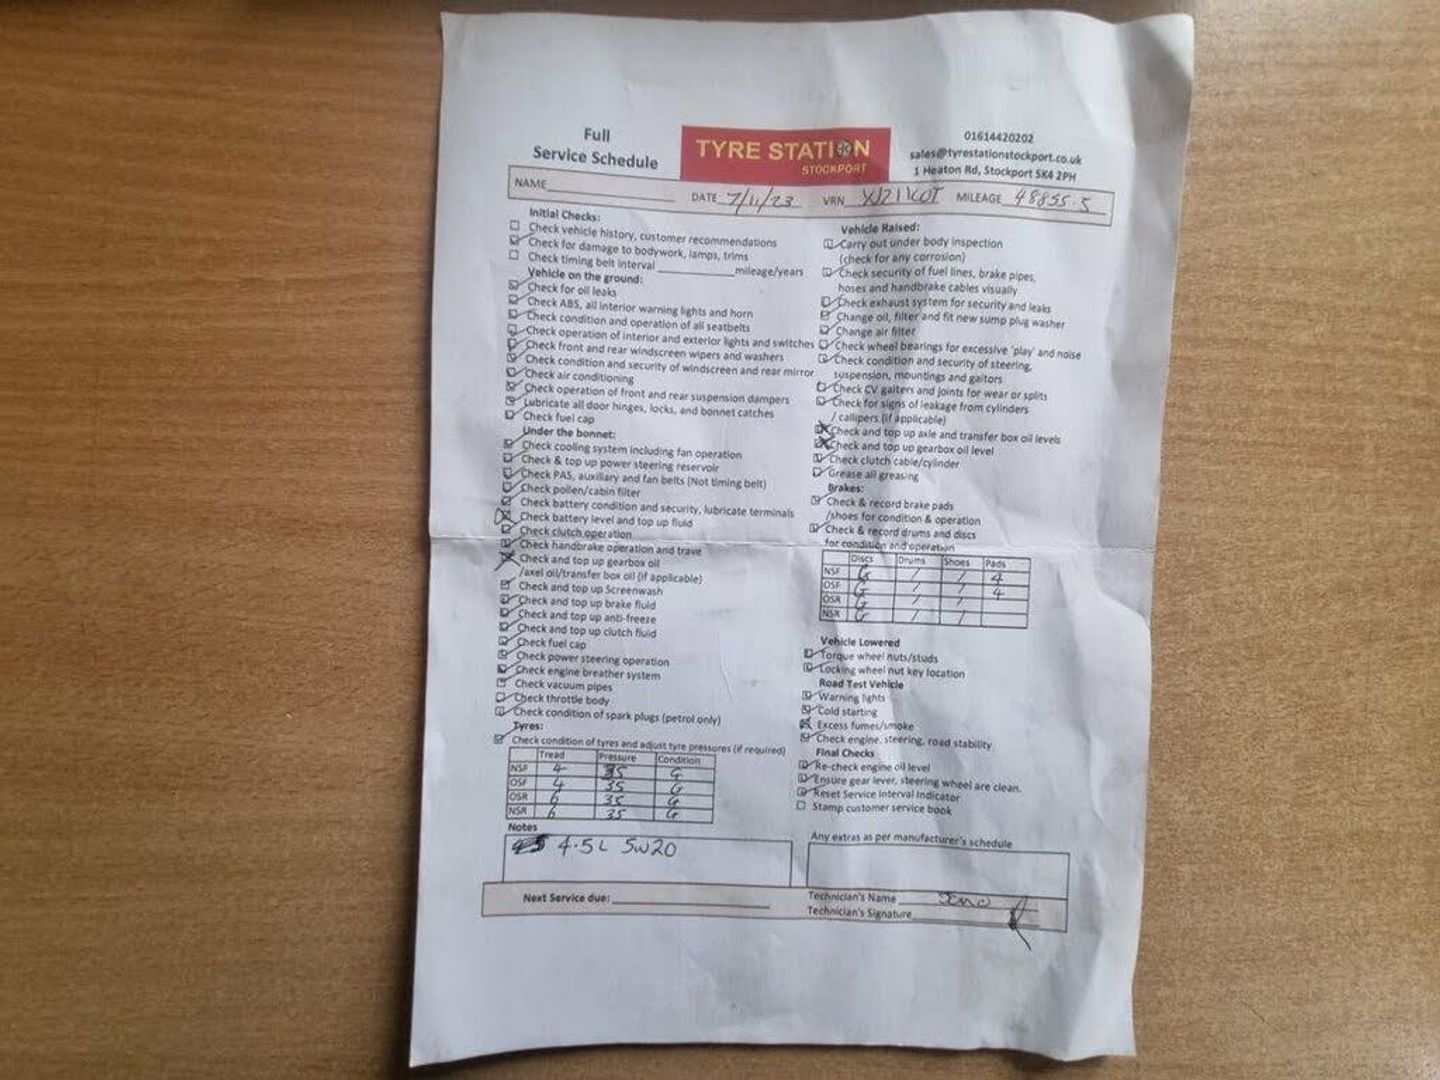 Full
Service Schedule
TYRE STATION
STOCKPORT
01614420202
sales@tyrestationstockport.co.uk
1 Heaton Rd, Stockport SK4 2PH
NAME
DATE 7/11/23 VRN MILEAGE 48855.5
Initial Checks:
Check vehicle history, customer recommendations
Check for damage to bodywork, lamps, trims
Check timing belt interval mileage/years
Vehicle on the ground:
Check for oil leaks
Check ABS, all interior warning lights and horn
Check condition and operation of all seatbelts
Check operation of interior and exterior lights and switches
Check front and rear windscreen wipers and washers
Check condition and security of windscreen and rear mirror
Check air conditioning
Check operation of front and rear suspension dampers
Lubricate all door hinges, locks, and bonnet catches
Check fuel cap
Under the bonnet:
Check cooling system including fan operation
Check & top up power steering reservoir
Check PAS, auxiliary and fan belts (Not timing belt)
Check pollen/cabin filter
Check battery condition and security, lubricate terminals
Check battery level and top up fluid
Check clutch operation
Check handbrake operation and trave
Check and top up gearbox oil
/axel oil/transfer box oil (if applicable)
Check and top up Screenwash
Check and top up brake fluid
Check and top up anti-freeze
Check and top up clutch fluid
Check fuel cap
Check power steering operation
Check engine breather system
Check vacuum pipes
Check throttle body
Check condition of spark plugs (petrol only)
Tyres:
Check condition of tyres and adjust tyre pressures (if required)
Tread Pressure Condition
NSF 4 35 G
OSF 4 35 G
OSR 6 35 G
NSR 6 35 G
Notes
4.5L 5W20
Next Service due:
Vehicle Raised:
Carry out under body inspection
(check for any corrosion)
Check security of fuel lines, brake pipes,
hoses and handbrake cables visually
Check exhaust system for security and leaks
Change oil, filter and fit new sump plug washer
Change air filter
Check wheel bearings for excessive 'play' and noise
Check condition and security of steering,
suspension, mountings and gaitors
Check CV gaiters and joints for wear or splits
Check for signs of leakage from cylinders
/ callipers (if applicable)
Check and top up axle and transfer box oil levels
Check and top up gearbox oil level
Check clutch cable/cylinder
Grease all greasing
Brakes:
Check & record brake pads
/shoes for condition & operation
Check & record drums and discs
for condition and operation
Discs Drums Shoes Pads
NSF G / / 4
OSF G / / 4
OSR G / /
NSR G / /
Vehicle Lowered
Torque wheel nuts/studs
Locking wheel nut key location
Road Test Vehicle
Warning lights
Cold starting
Excess fumes/smoke
Check engine, steering, road stability
Final Checks
Re-check engine oil level
Ensure gear lever, steering wheel are clean.
Reset Service Interval Indicator
Stamp customer service book
Any extras as per manufacturer's schedule
Technician's Name
Technician's Signature